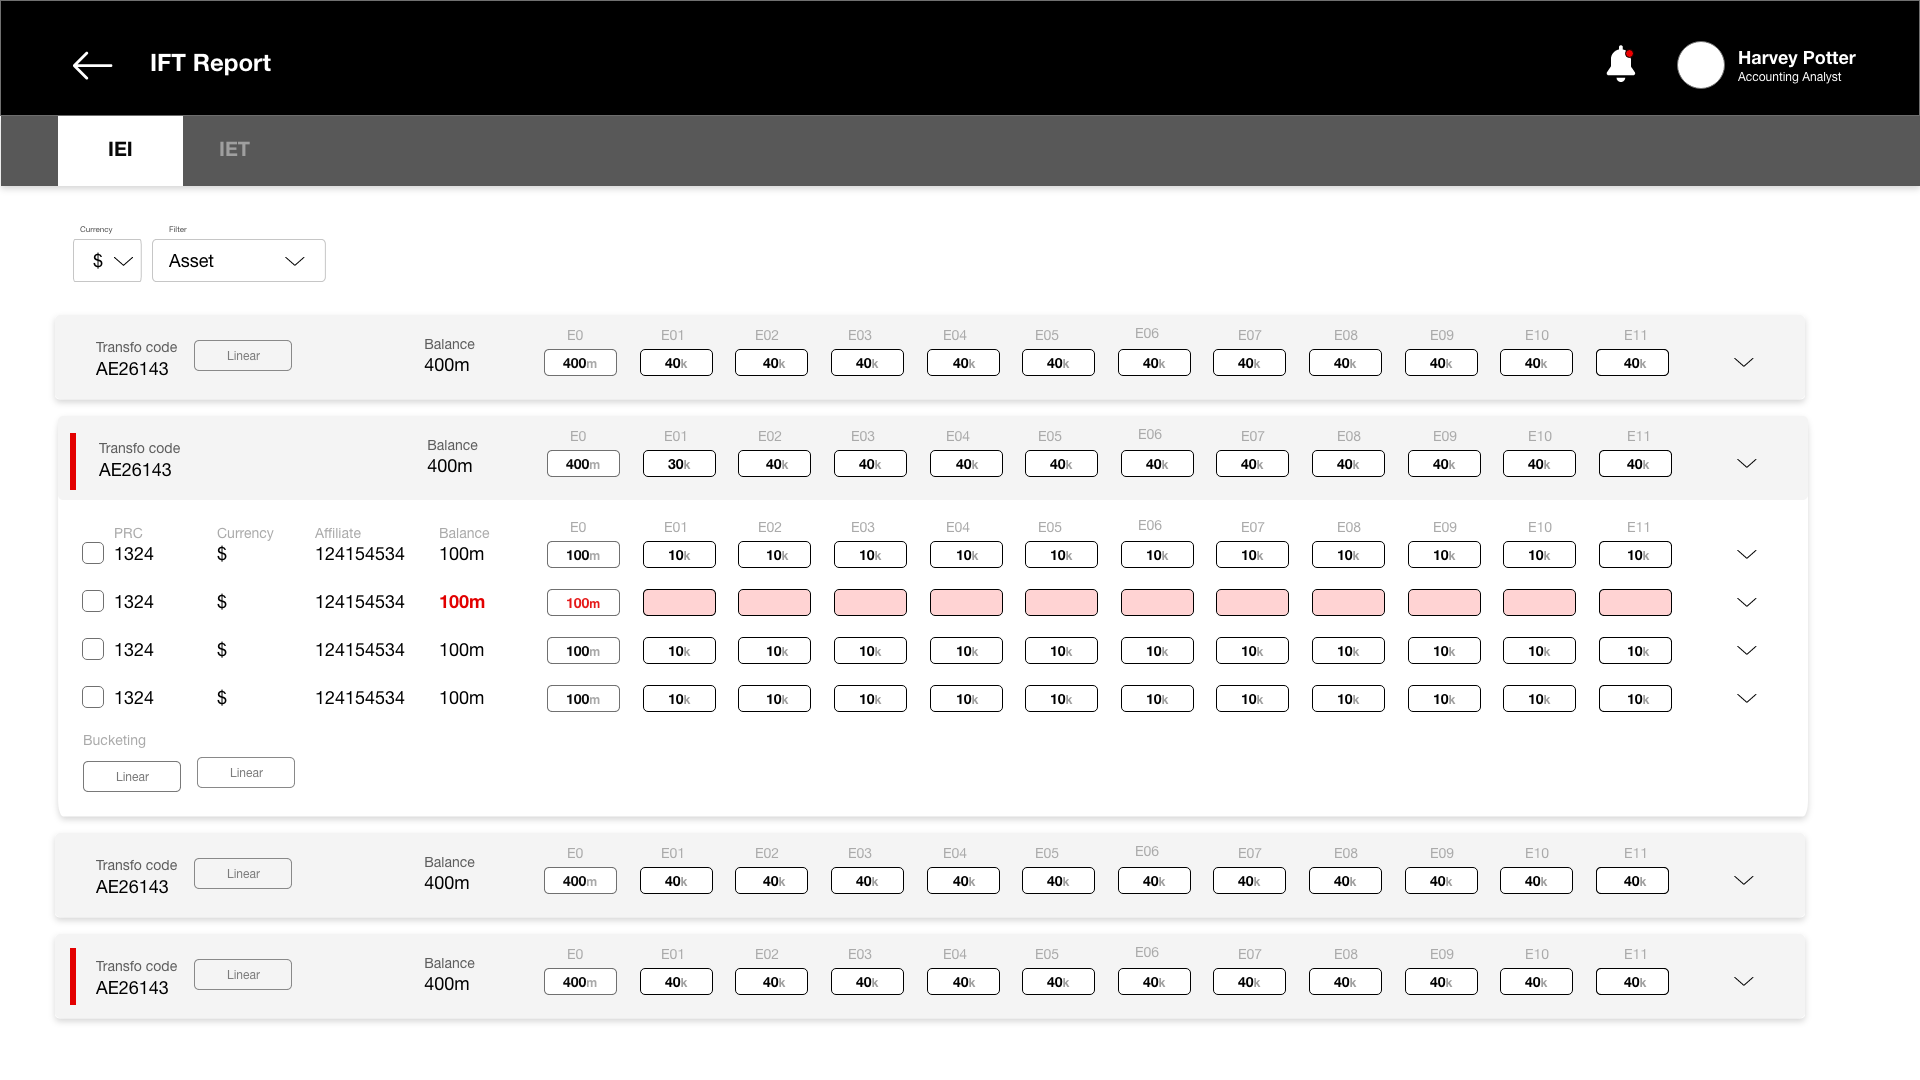 IFT Report
Harvey Potter
Accounting Analyst
IEI IET
Currency Filter
$ Asset
E0 E01 E02 E03 E04 E05 E06 E07 E08 E09 E10 E11
Transfo code Linear Balance
AE26143 400m 400m 40k 40k 40k 40k 40k 40k 40k 40k 40k 40k 40k
E0 E01 E02 E03 E04 E05 E06 E07 E08 E09 E10 E11
Transfo code Balance
AE26143 400m 400m 30k 40k 40k 40k 40k 40k 40k 40k 40k 40k 40k
PRC Currency Affiliate Balance E0 E01 E02 E03 E04 E05 E06 E07 E08 E09 E10 E11
1324 $ 124154534 100m 100m 10k 10k 10k 10k 10k 10k 10k 10k 10k 10k 10k
1324 $ 124154534 100m 100m
1324 $ 124154534 100m 100m 10k 10k 10k 10k 10k 10k 10k 10k 10k 10k 10k
1324 $ 124154534 100m 100m 10k 10k 10k 10k 10k 10k 10k 10k 10k 10k 10k
Bucketing
Linear Linear
E0 E01 E02 E03 E04 E05 E06 E07 E08 E09 E10 E11
Transfo code Linear Balance
AE26143 400m 400m 40k 40k 40k 40k 40k 40k 40k 40k 40k 40k 40k
E0 E01 E02 E03 E04 E05 E06 E07 E08 E09 E10 E11
Transfo code Linear Balance
AE26143 400m 400m 40k 40k 40k 40k 40k 40k 40k 40k 40k 40k 40k